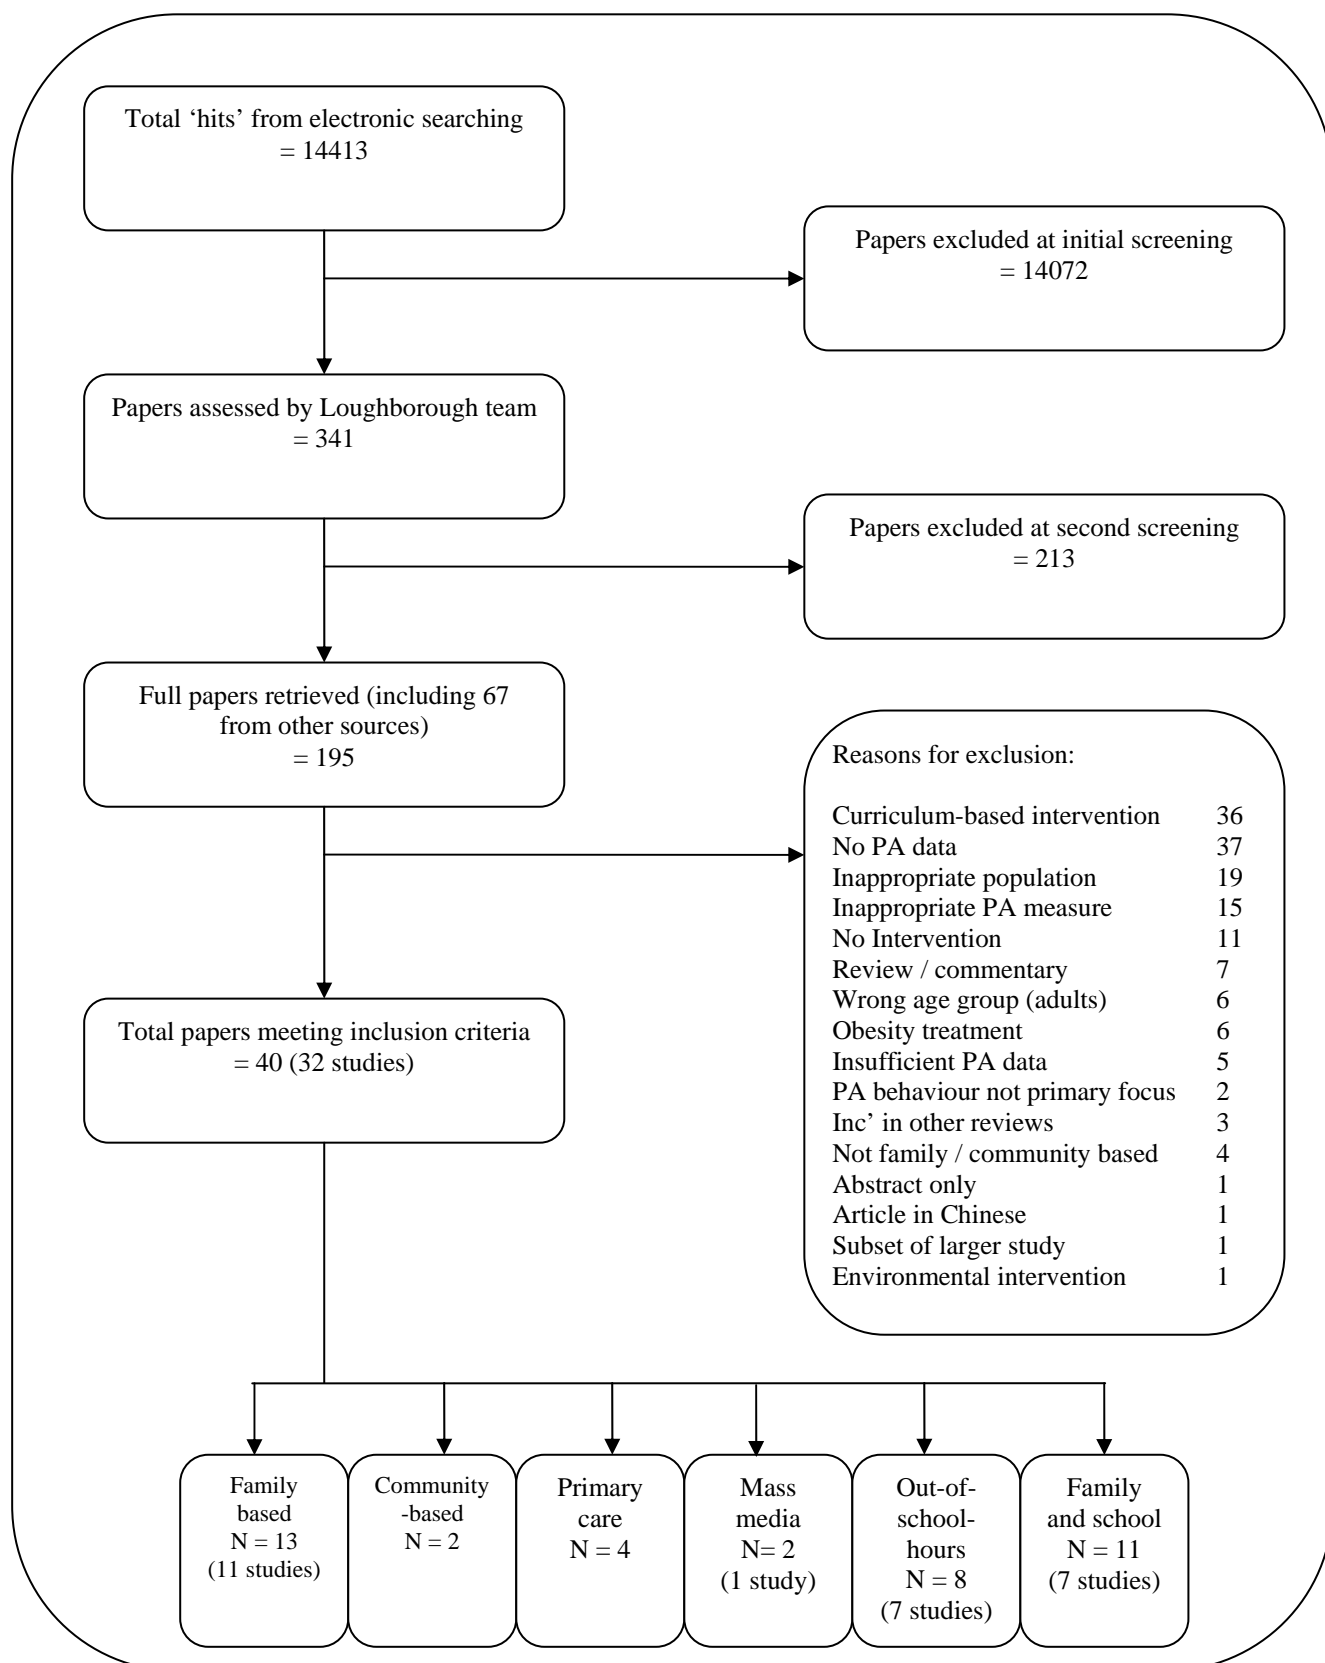 Total ‘hits’ from electronic searching
= 14413
Papers excluded at initial screening
= 14072
Papers assessed by Loughborough team
= 341
Papers excluded at second screening
= 213
Full papers retrieved (including 67
from other sources)
= 195
Reasons for exclusion:
Curriculum-based intervention 36
No PA data 37
Inappropriate population 19
Inappropriate PA measure 15
No Intervention 11
Review / commentary 7
Wrong age group (adults) 6
Obesity treatment 6
Insufficient PA data 5
PA behaviour not primary focus 2
Inc’ in other reviews 3
Not family / community based 4
Abstract only 1
Article in Chinese 1
Subset of larger study 1
Environmental intervention 1
Total papers meeting inclusion criteria
= 40 (32 studies)
Family
based
N = 13
(11 studies)
Community
-based
N = 2
Primary
care
N = 4
Mass
media
N= 2
(1 study)
Out-of-
school-
hours
N = 8
(7 studies)
Family
and school
N = 11
(7 studies)